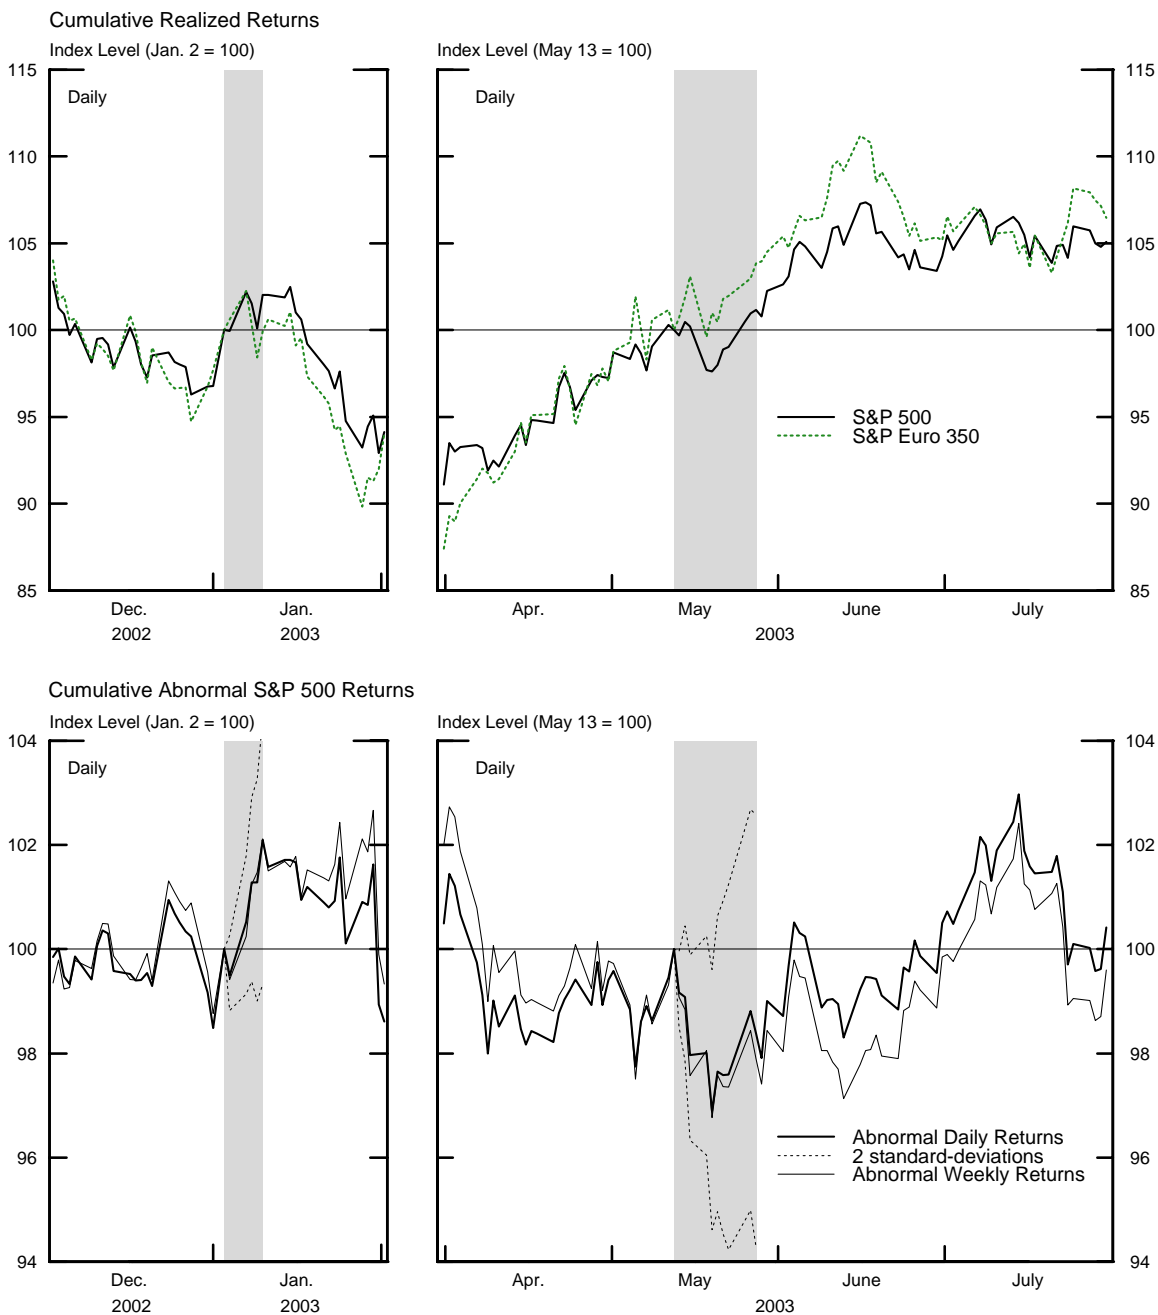 Cumulative Realized Returns
Index Level (Jan. 2 = 100)
Index Level (May 13 = 100)
115
115
Daily
Daily
110
110
105
105
100
100
95
S&P 500
95
S&P Euro 350
90
90
85
85
Dec.
Jan.
Apr.
May
June
July
2002
2003
2003
Cumulative Abnormal S&P 500 Returns
Index Level (Jan. 2 = 100)
Index Level (May 13 = 100)
104
104
Daily
Daily
102
102
100
100
98
98
Abnormal Daily Returns
96
2 standard-deviations
96
Abnormal Weekly Returns
94
94
Dec.
Jan.
Apr.
May
June
July
2002
2003
2003